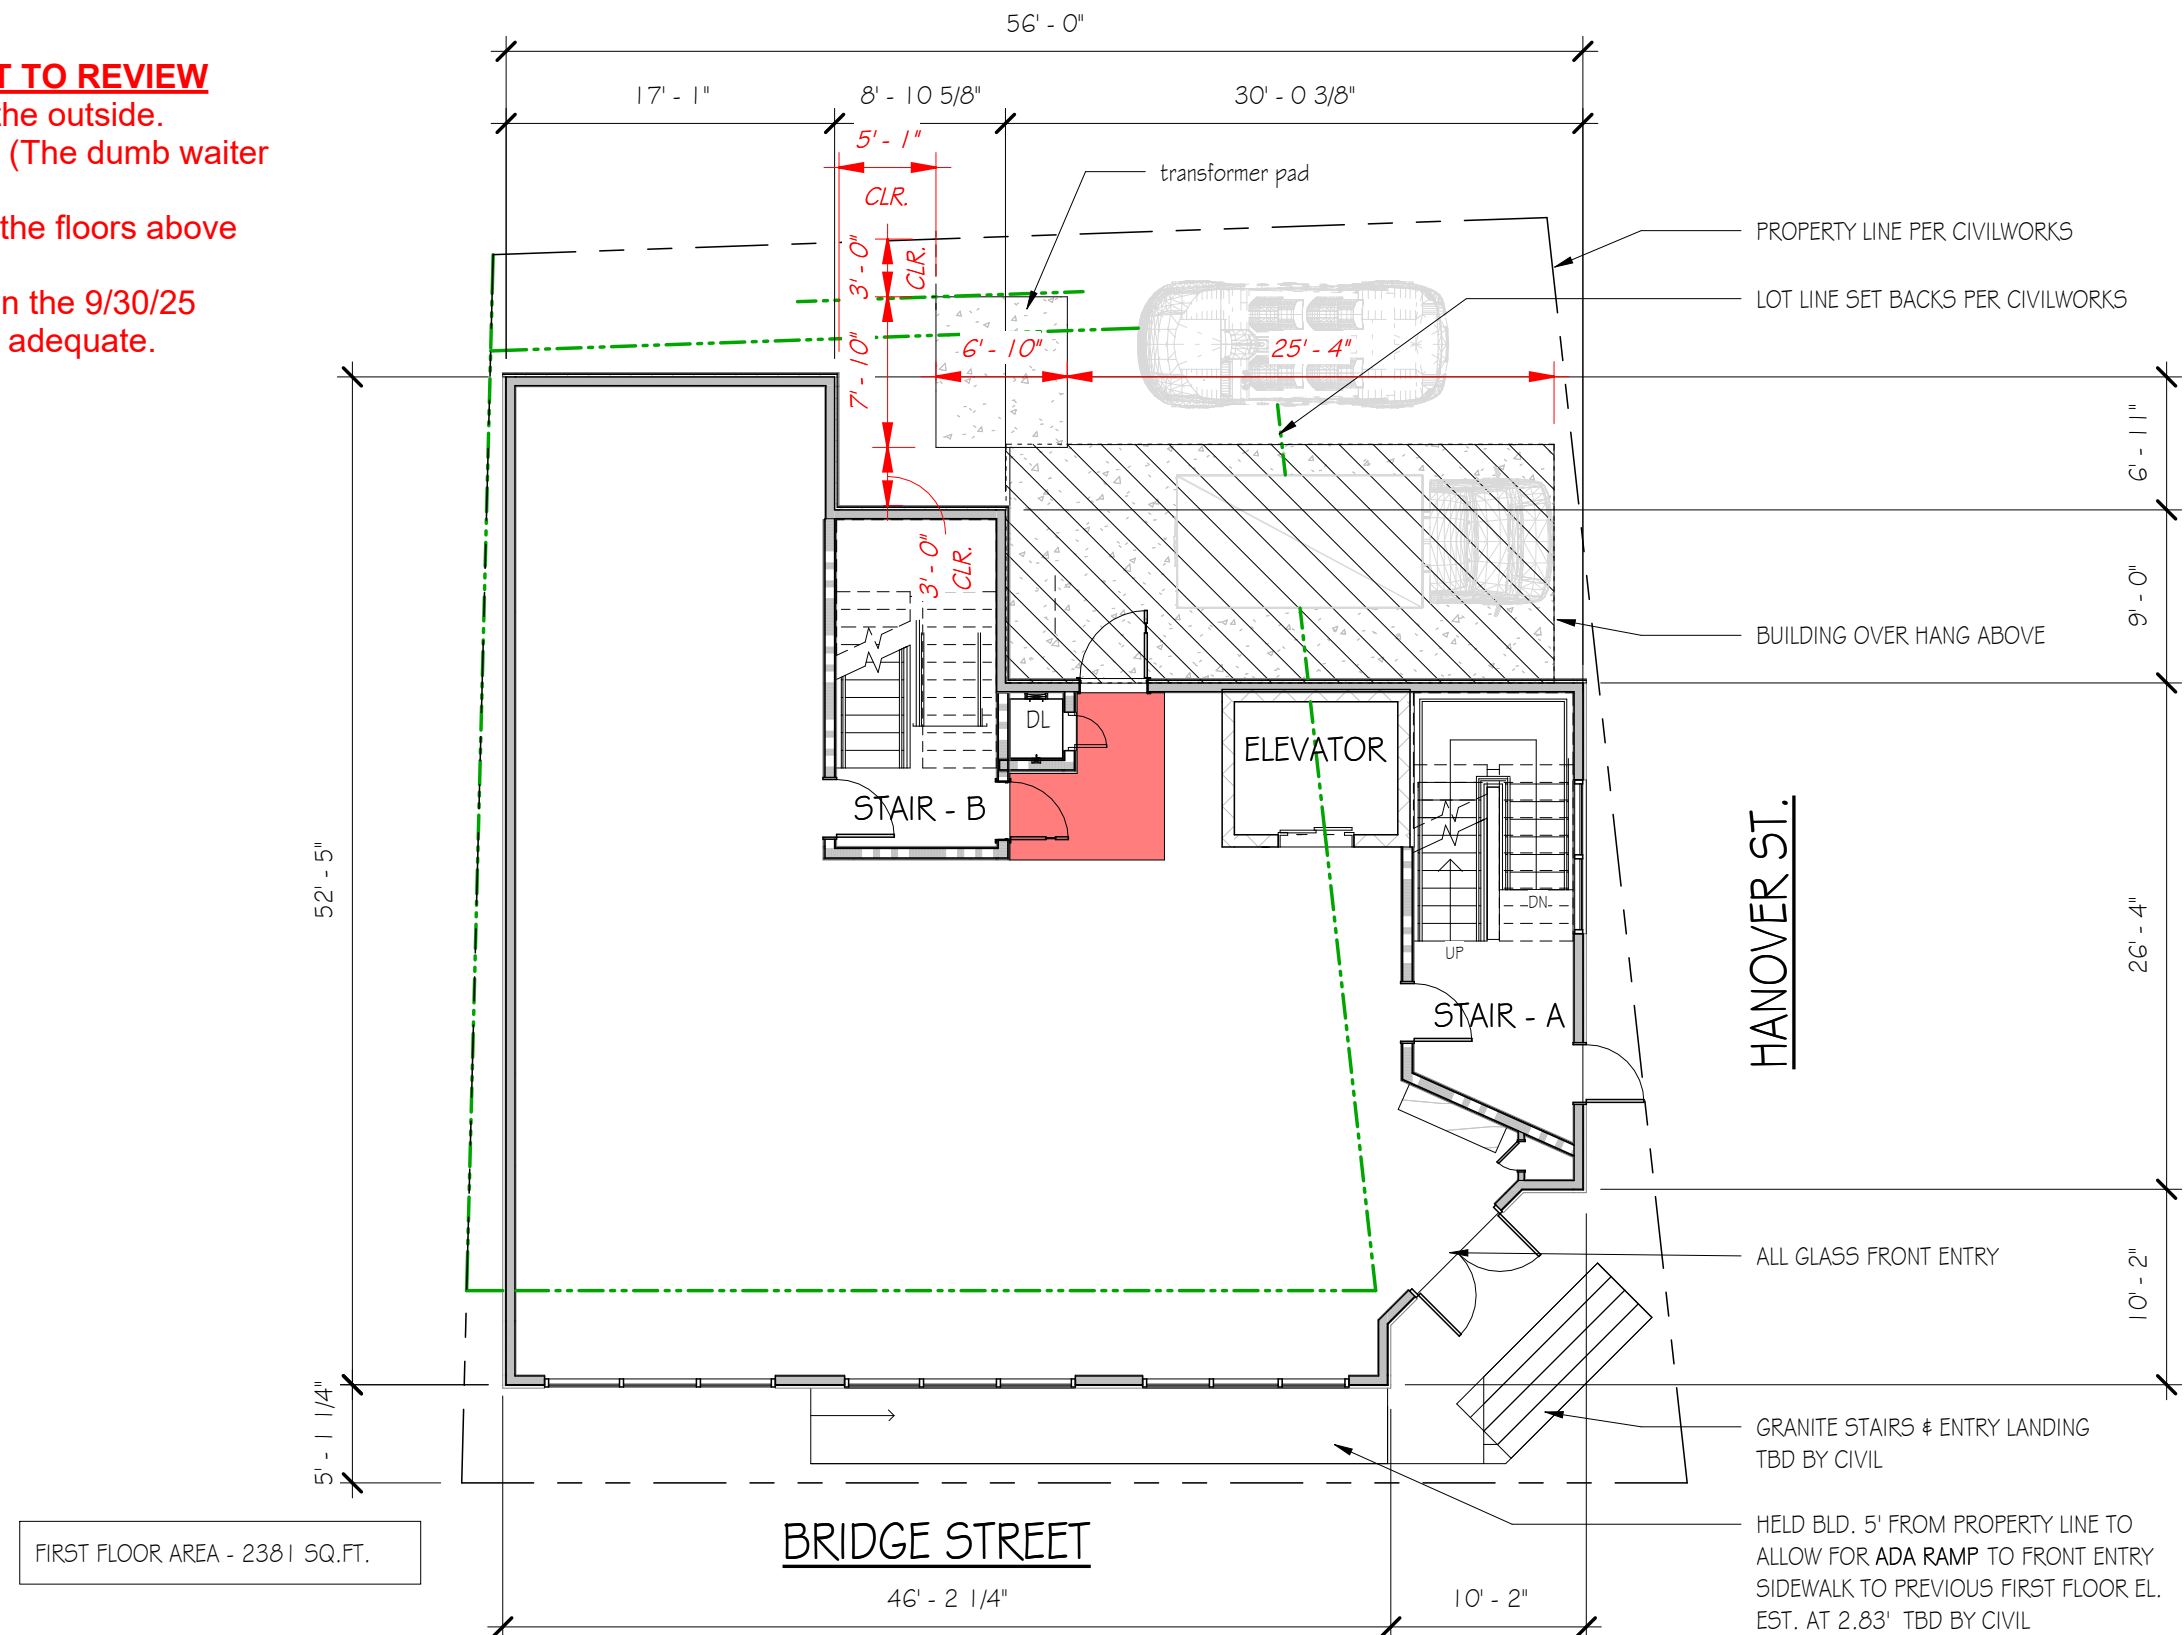 56' - 0"
T TO REVIEW
the outside.
(The dumb waiter
the floors above
n the 9/30/25
adequate.
17' - 1"
8' - 10 5/8"
30' - 0 3/8"
5' - 1"
CLR.
transformer pad
3' - 0"
CLR.
PROPERTY LINE PER CIVILWORKS
LOT LINE SET BACKS PER CIVILWORKS
7' - 10"
6' - 10"
25' - 4"
6' - 11"
3' - 0"
CLR.
9' - 0"
BUILDING OVER HANG ABOVE
DL
ELEVATOR
STAIR - B
52' - 5"
DN
UP
26' - 4"
HANOVER ST.
STAIR - A
ALL GLASS FRONT ENTRY
10' - 2"
5' - 1 1/4"
GRANITE STAIRS & ENTRY LANDING
TBD BY CIVIL
BRIDGE STREET
FIRST FLOOR AREA - 2381 SQ.FT.
HELD BLD. 5' FROM PROPERTY LINE TO
ALLOW FOR ADA RAMP TO FRONT ENTRY
SIDEWALK TO PREVIOUS FIRST FLOOR EL.
EST. AT 2.83' TBD BY CIVIL
46' - 2 1/4"
10' - 2"